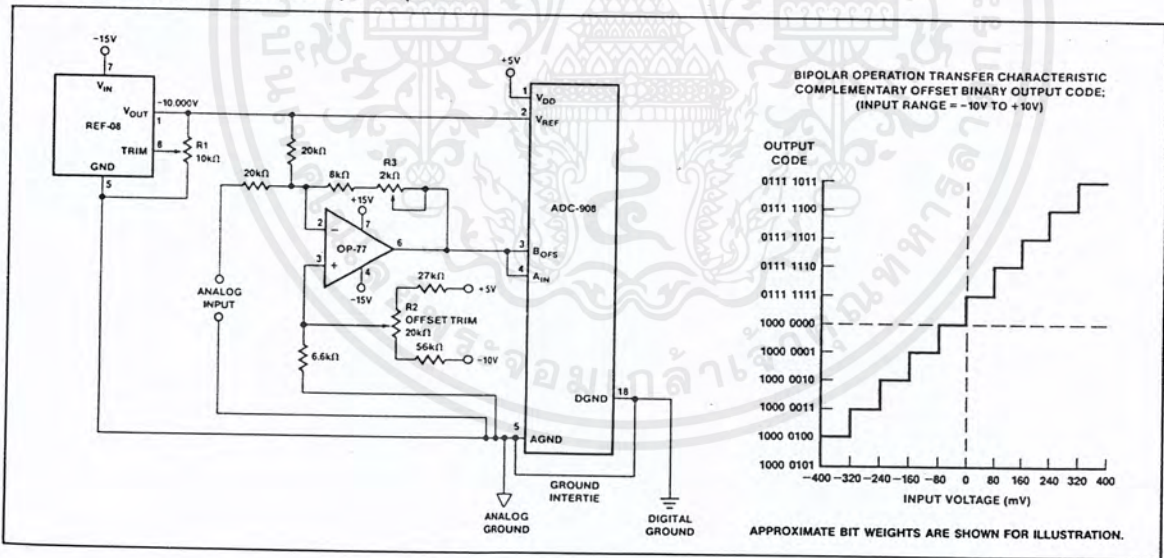 -15V
7
VIN
VOUT
-10.000V
1
REF-08
TRIM
8
R1
10kΩ
GND
5
20kΩ
20kΩ
8kΩ
R3
2kΩ
+15V
2
7
−
OP-77
6
3
+
4
-15V
ANALOG
INPUT
27kΩ
+5V
R2
OFFSET TRIM
20kΩ
56kΩ
-10V
6.6kΩ
+5V
1
VDD
2
VREF
ADC-908
3
BOFS
4
AIN
DGND
18
5
AGND
GROUND
INTERTIE
ANALOG
GROUND
DIGITAL
GROUND
BIPOLAR OPERATION TRANSFER CHARACTERISTIC
COMPLEMENTARY OFFSET BINARY OUTPUT CODE;
(INPUT RANGE = -10V TO +10V)
OUTPUT
CODE
0111 1011
0111 1100
0111 1101
0111 1110
0111 1111
1000 0000
1000 0001
1000 0010
1000 0011
1000 0100
1000 0101
-400 -320 -240 -160 -80 0 80 160 240 320 400
INPUT VOLTAGE (mV)
APPROXIMATE BIT WEIGHTS ARE SHOWN FOR ILLUSTRATION.